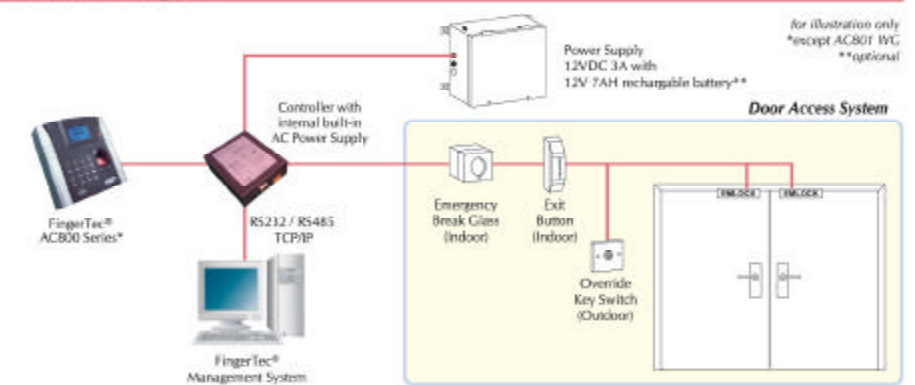 for illustration only
*except AC801 WG
**optional
Power Supply
12VDC 3A with
12V 7AH rechargable battery**
Controller with
internal built-in
AC Power Supply
Door Access System
FingerTec®
AC800 Series*
RS232 / RS485
TCP/IP
Emergency
Break Glass
(Indoor)
Exit
Button
(Indoor)
EMLOCK
EMLOCK
Override
Key Switch
(Outdoor)
FingerTec®
Management System